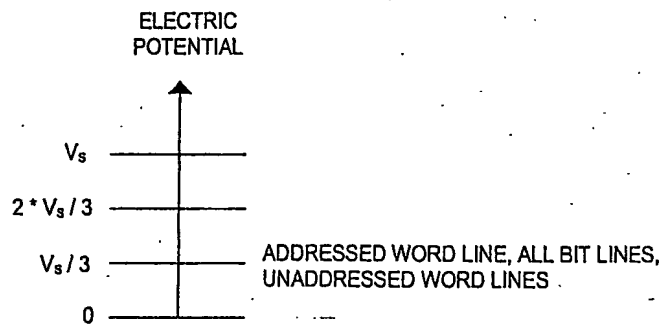 ELECTRIC
POTENTIAL
Vs
2 * Vs / 3
Vs / 3
ADDRESSED WORD LINE, ALL BIT LINES,
UNADDRESSED WORD LINES
0